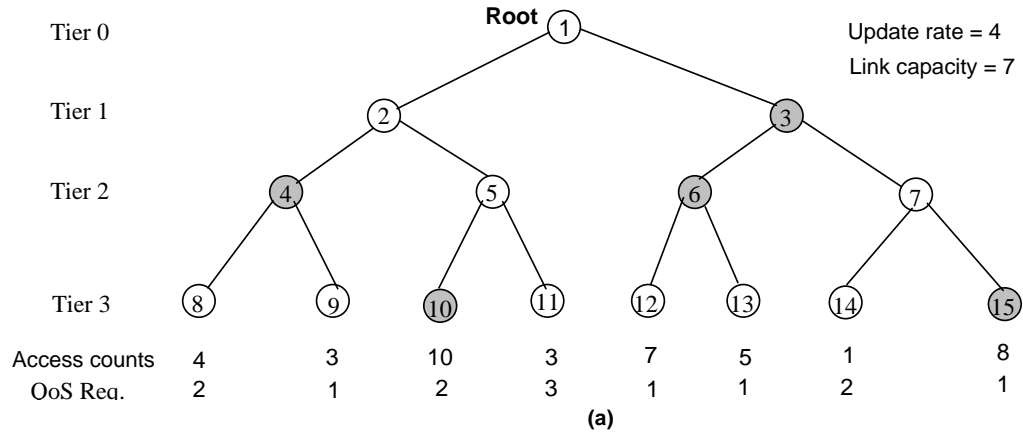 Tier 0 Root 1 Update rate = 4
Link capacity = 7
Tier 1 2 3
Tier 2 4 5 6 7
Tier 3 8 9 10 11 12 13 14 15
Access counts 4 3 10 3 7 5 1 8
QoS Req. 2 1 2 3 1 1 2 1
(a)